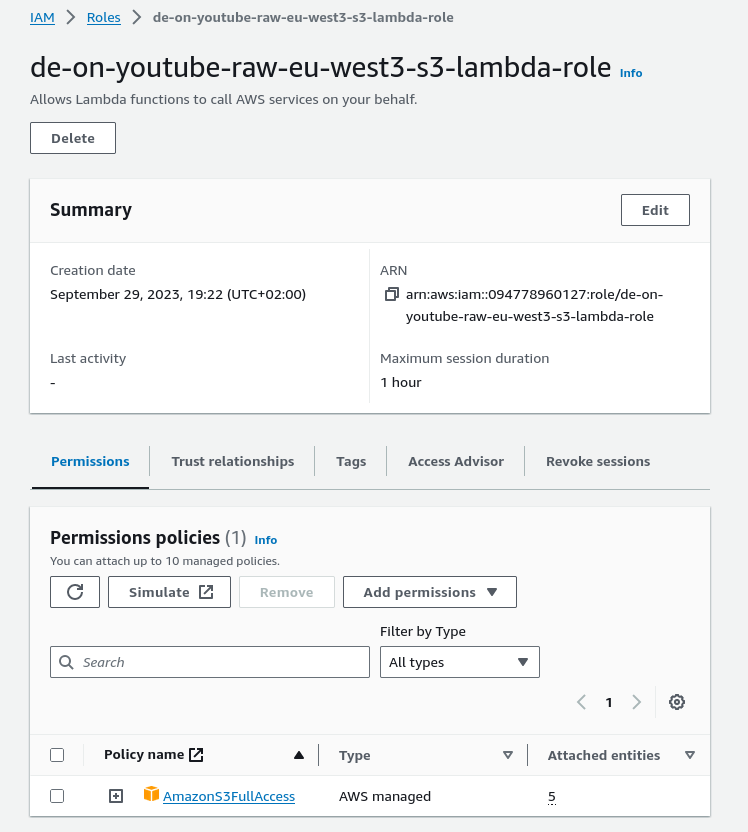 IAM > Roles > de-on-youtube-raw-eu-west3-s3-lambda-role
de-on-youtube-raw-eu-west3-s3-lambda-role Info
Allows Lambda functions to call AWS services on your behalf.
Delete
Summary
Edit
Creation date
September 29, 2023, 19:22 (UTC+02:00)
ARN
arn:aws:iam::094778960127:role/de-on-
youtube-raw-eu-west3-s3-lambda-role
Last activity
-
Maximum session duration
1 hour
Permissions Trust relationships Tags Access Advisor Revoke sessions
Permissions policies (1) Info
You can attach up to 10 managed policies.
Simulate Remove Add permissions
Filter by Type
Search All types
1
Policy name Type Attached entities
AmazonS3FullAccess AWS managed 5